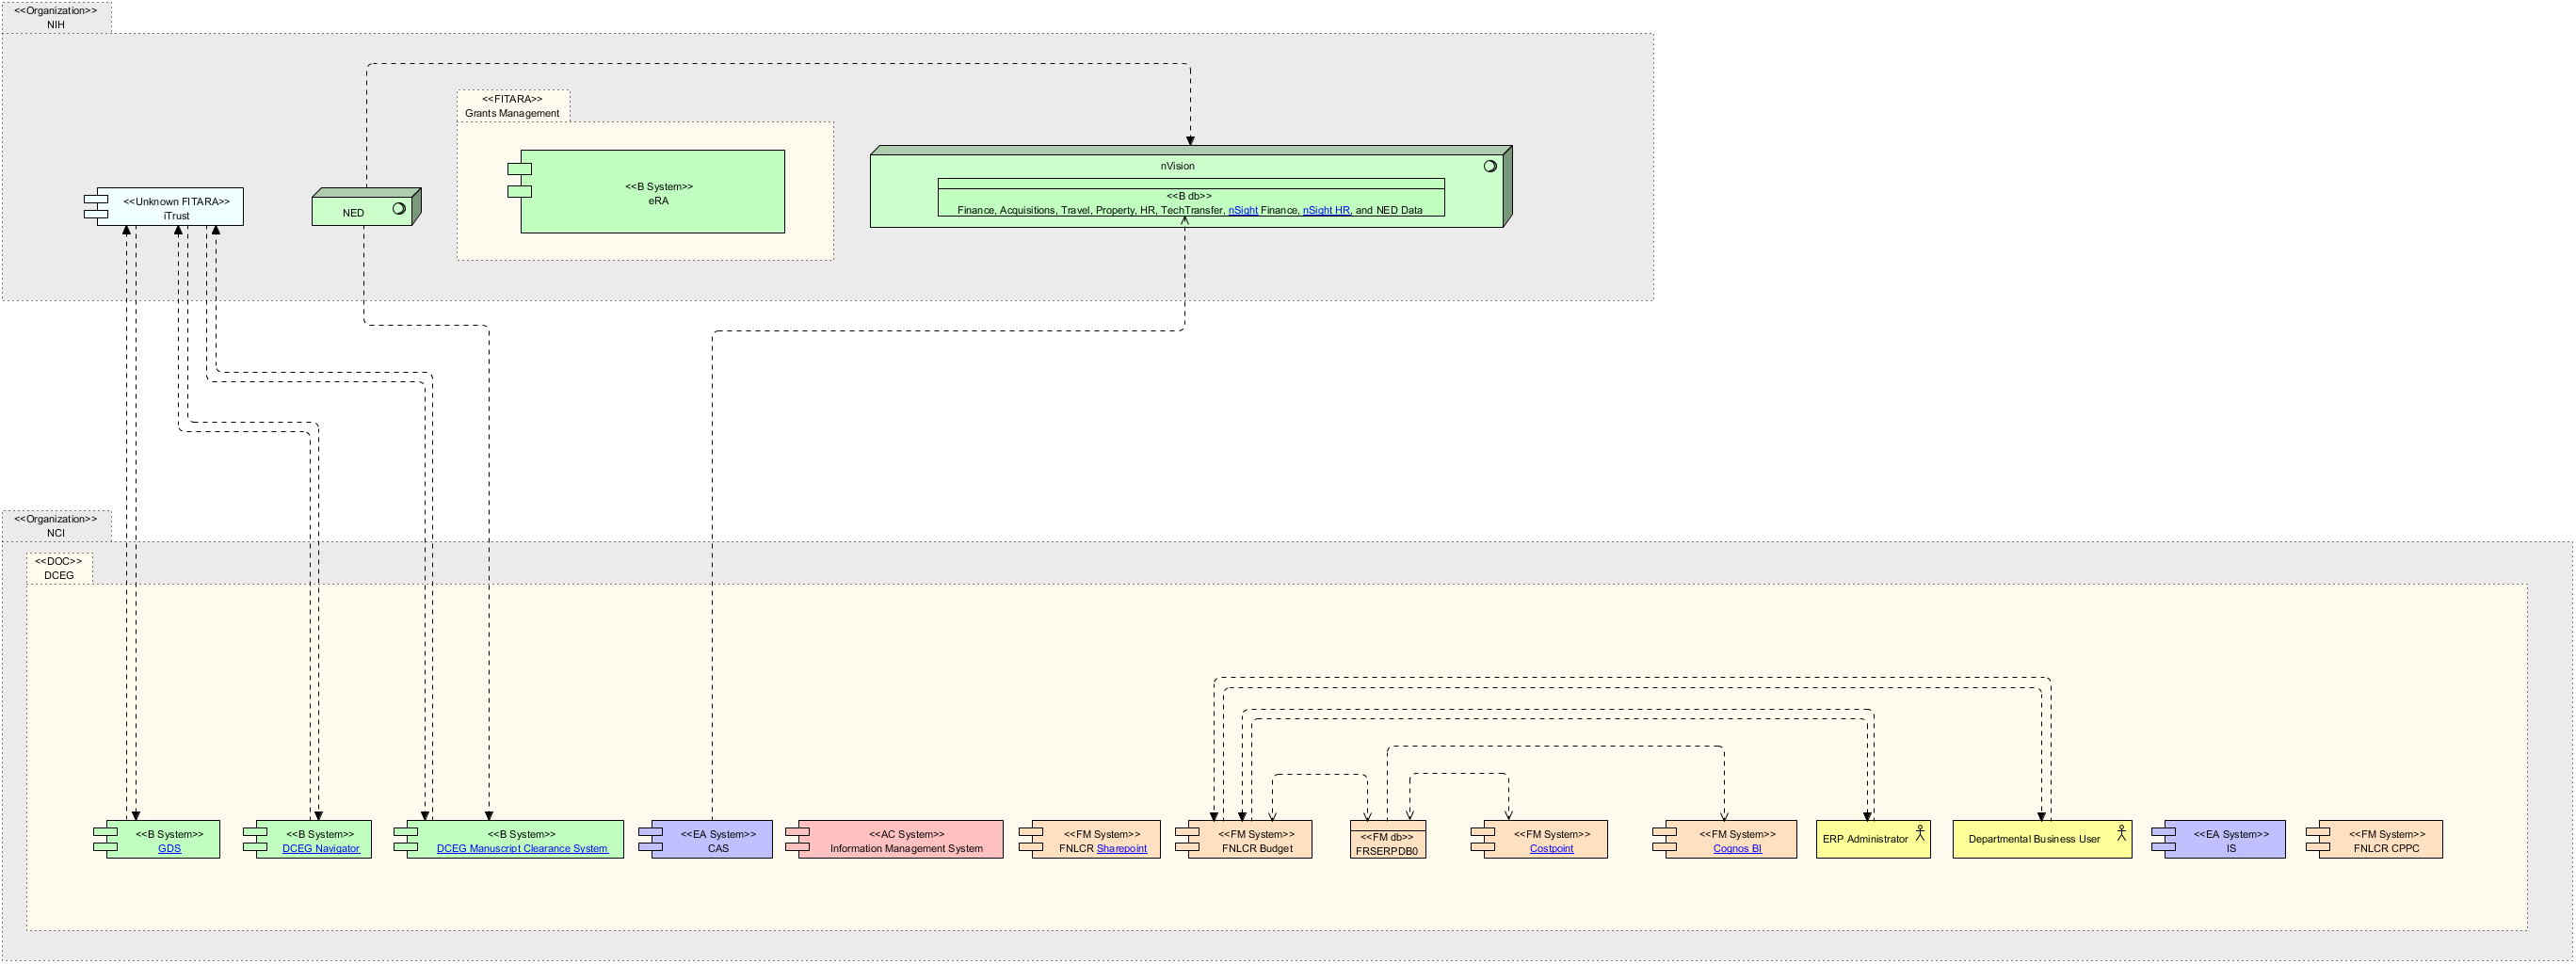 <<Organization>>
NIH
<<FITARA>>
Grants Management
<<B System>>
eRA
nVision
<<B db>>
Finance, Acquisitions, Travel, Property, HR, TechTransfer, nSight Finance, nSight HR, and NED Data
<<Unknown FITARA>>
iTrust
NED
<<Organization>>
NCI
<<DOC>>
DCEG
<<B System>>
GDS
<<B System>>
DCEG Navigator
<<B System>>
DCEG Manuscript Clearance System
<<EA System>>
CAS
<<AC System>>
Information Management System
<<FM System>>
FNLCR Sharepoint
<<FM System>>
FNLCR Budget
<<FM db>>
FRSERPDB0
<<FM System>>
Costpoint
<<FM System>>
Cognos BI
ERP Administrator
Departmental Business User
<<EA System>>
IS
<<FM System>>
FNLCR CPPC